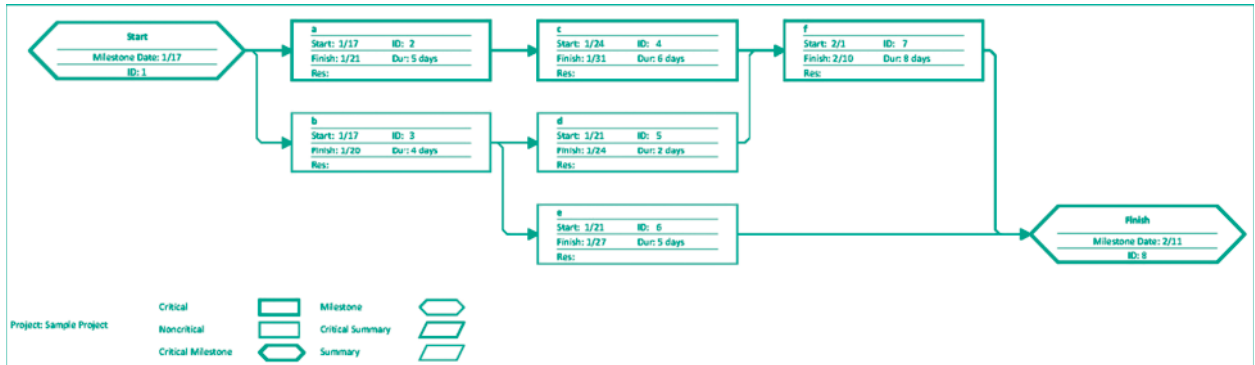 Start
Milestone Date: 1/17
ID: 1
a
Start: 1/17 ID: 2
Finish: 1/21 Dur: 5 days
Res:
c
Start: 1/24 ID: 4
Finish: 1/31 Dur: 6 days
Res:
f
Start: 2/1 ID: 7
Finish: 2/10 Dur: 8 days
Res:
b
Start: 1/17 ID: 3
Finish: 1/20 Dur: 4 days
Res:
d
Start: 1/21 ID: 5
Finish: 1/24 Dur: 2 days
Res:
e
Start: 1/21 ID: 6
Finish: 1/27 Dur: 5 days
Res:
Finish
Milestone Date: 2/11
ID: 8
Project: Sample Project
Critical
Noncritical
Critical Milestone
Milestone
Critical Summary
Summary